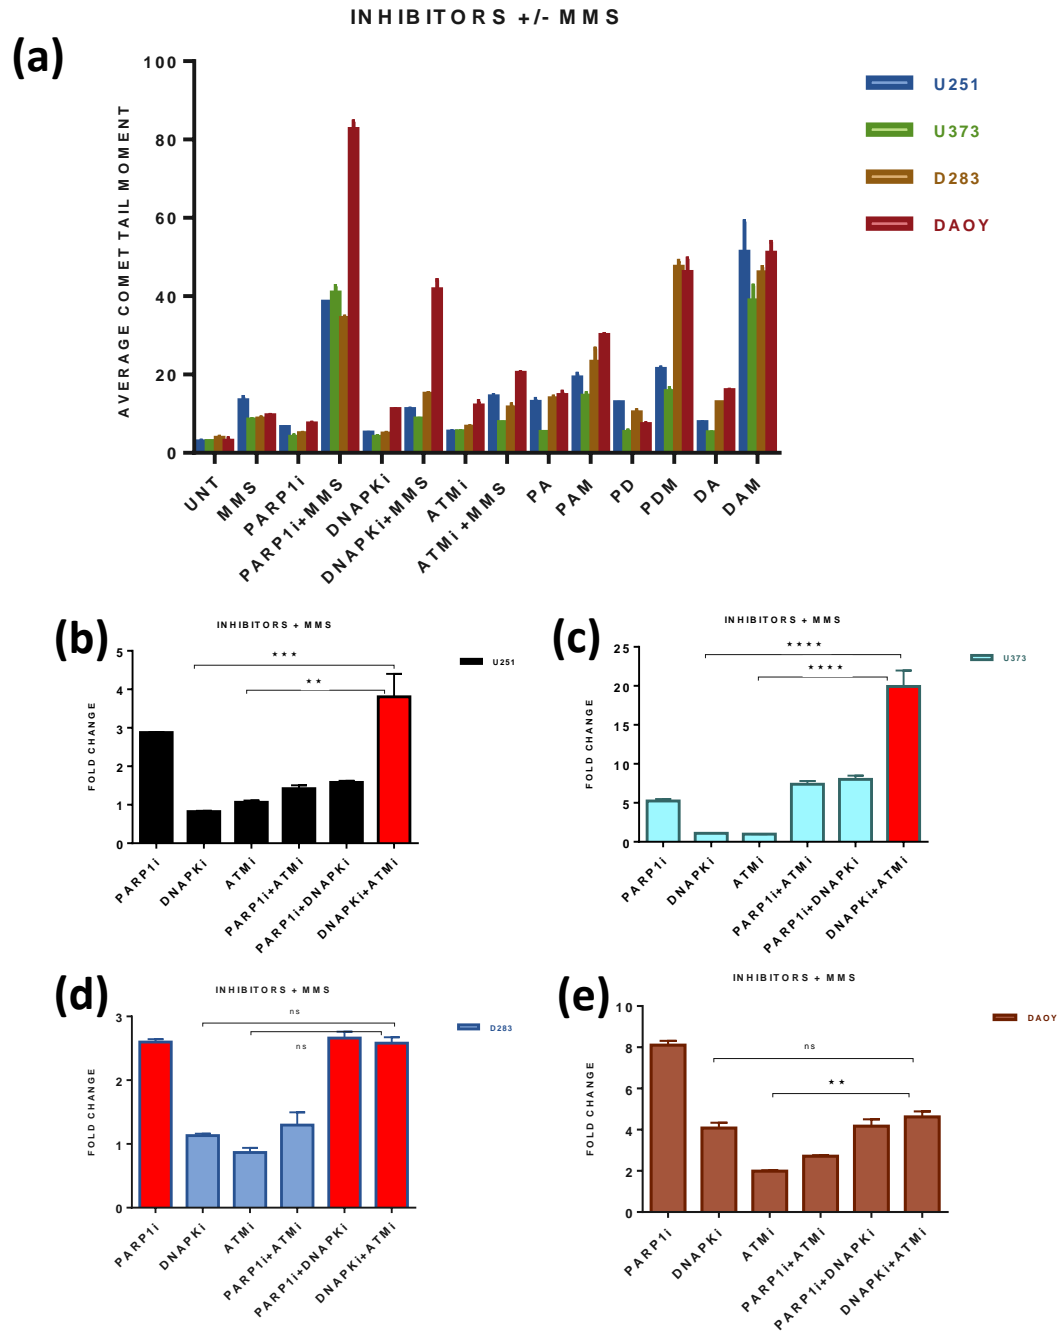 INHIBITORS +/- MMS
(a)
AVERAGE COMET TAIL MOMENT
100
80
60
40
20
0
UNT
MMS
PARP1i
PARP1i+MMS
DNAPKi
DNAPKi+MMS
ATMi
ATMi +MMS
PA
PAM
PD
PDM
DA
DAM
U251
U373
D283
DAOY
(b)
INHIBITORS + MMS
FOLD CHANGE
5
4
3
2
1
0
***
**
U251
PARP1i
DNAPKi
ATMi
PARP1i+ATMi
PARP1i+DNAPKi
DNAPKi+ATMi
(c)
INHIBITORS + MMS
FOLD CHANGE
25
20
15
10
5
0
****
****
U373
PARP1i
DNAPKi
ATMi
PARP1i+ATMi
PARP1i+DNAPKi
DNAPKi+ATMi
(d)
INHIBITORS + MMS
FOLD CHANGE
3
2
1
0
ns
ns
D283
PARP1i
DNAPKi
ATMi
PARP1i+ATMi
PARP1i+DNAPKi
DNAPKi+ATMi
(e)
INHIBITORS + MMS
FOLD CHANGE
10
8
6
4
2
0
ns
**
DAOY
PARP1i
DNAPKi
ATMi
PARP1i+ATMi
PARP1i+DNAPKi
DNAPKi+ATMi